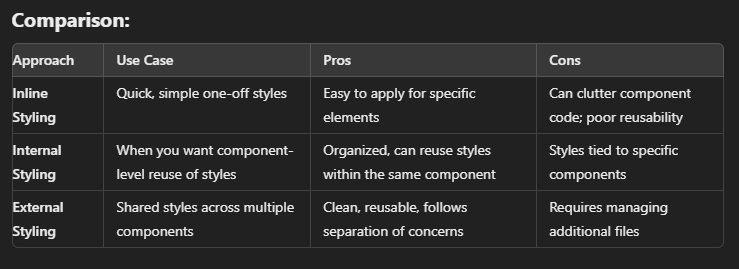 Comparison:
Approach Use Case Pros Cons
Inline Styling Quick, simple one-off styles Easy to apply for specific elements Can clutter component code; poor reusability
Internal Styling When you want component-level reuse of styles Organized, can reuse styles within the same component Styles tied to specific components
External Styling Shared styles across multiple components Clean, reusable, follows separation of concerns Requires managing additional files